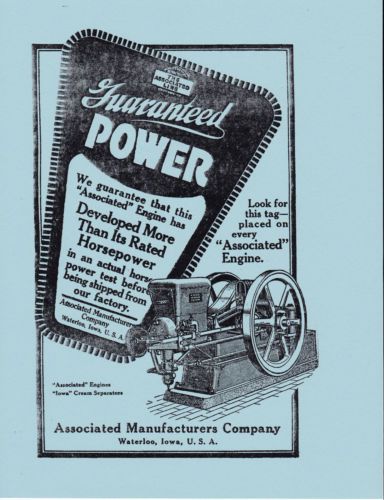 THE
ASSOCIATED
LINE
Guaranteed
POWER
We guarantee that this
"Associated" Engine has
Developed More
Than Its Rated
Horsepower
in an actual horse
power test before
being shipped from
our factory.
Associated Manufacturers
Company
Waterloo, Iowa, U. S. A.
Look for
this tag—
placed on
every
"Associated"
Engine.
"Associated" Engines
"Iowa" Cream Separators
Associated Manufacturers Company
Waterloo, Iowa, U. S. A.